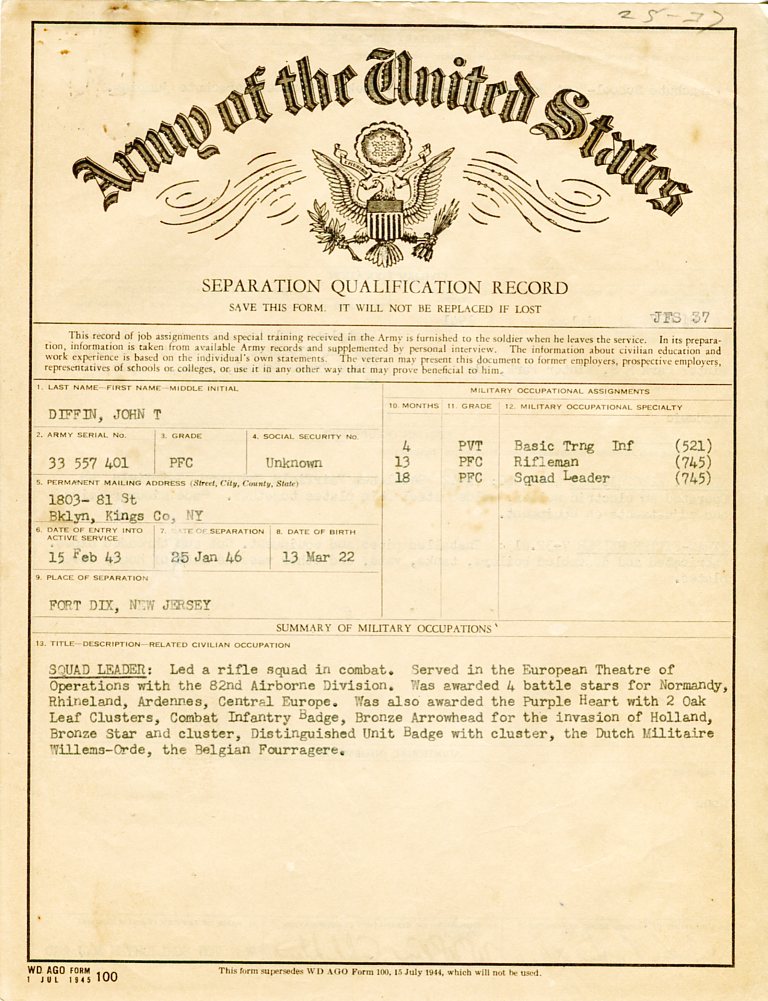 25-37
Army of the United States
SEPARATION QUALIFICATION RECORD
SAVE THIS FORM. IT WILL NOT BE REPLACED IF LOST
JFS 37
This record of job assignments and special training received in the Army is furnished to the soldier when he leaves the service. In its prepara-
tion, information is taken from available Army records and supplemented by personal interview. The information about civilian education and
work experience is based on the individual's own statements. The veteran may present this document to former employers, prospective employers,
representatives of schools or colleges, or use it in any other way that may prove beneficial to him.
1. LAST NAME—FIRST NAME—MIDDLE INITIAL
DIFFIN, JOHN T
2. ARMY SERIAL No. 3. GRADE 4. SOCIAL SECURITY No.
33 557 401 PFC Unknown
5. PERMANENT MAILING ADDRESS (Street, City, County, State)
1803- 81 St
Bklyn, Kings Co, NY
6. DATE OF ENTRY INTO ACTIVE SERVICE 7. DATE OF SEPARATION 8. DATE OF BIRTH
15 Feb 43 25 Jan 46 13 Mar 22
9. PLACE OF SEPARATION
FORT DIX, NEW JERSEY
MILITARY OCCUPATIONAL ASSIGNMENTS
10. MONTHS 11. GRADE 12. MILITARY OCCUPATIONAL SPECIALTY
4 PVT Basic Trng Inf (521)
13 PFC Rifleman (745)
18 PFC Squad Leader (745)
SUMMARY OF MILITARY OCCUPATIONS
13. TITLE—DESCRIPTION—RELATED CIVILIAN OCCUPATION
SQUAD LEADER: Led a rifle squad in combat. Served in the European Theatre of
Operations with the 82nd Airborne Division. Was awarded 4 battle stars for Normandy,
Rhineland, Ardennes, Central Europe. Was also awarded the Purple Heart with 2 Oak
Leaf Clusters, Combat Infantry Badge, Bronze Arrowhead for the invasion of Holland,
Bronze Star and cluster, Distinguished Unit Badge with cluster, the Dutch Militaire
Willems-Orde, the Belgian Fourragere.
WD AGO FORM 100
1 JUL 1945
This form supersedes WD AGO Form 100, 15 July 1944, which will not be used.